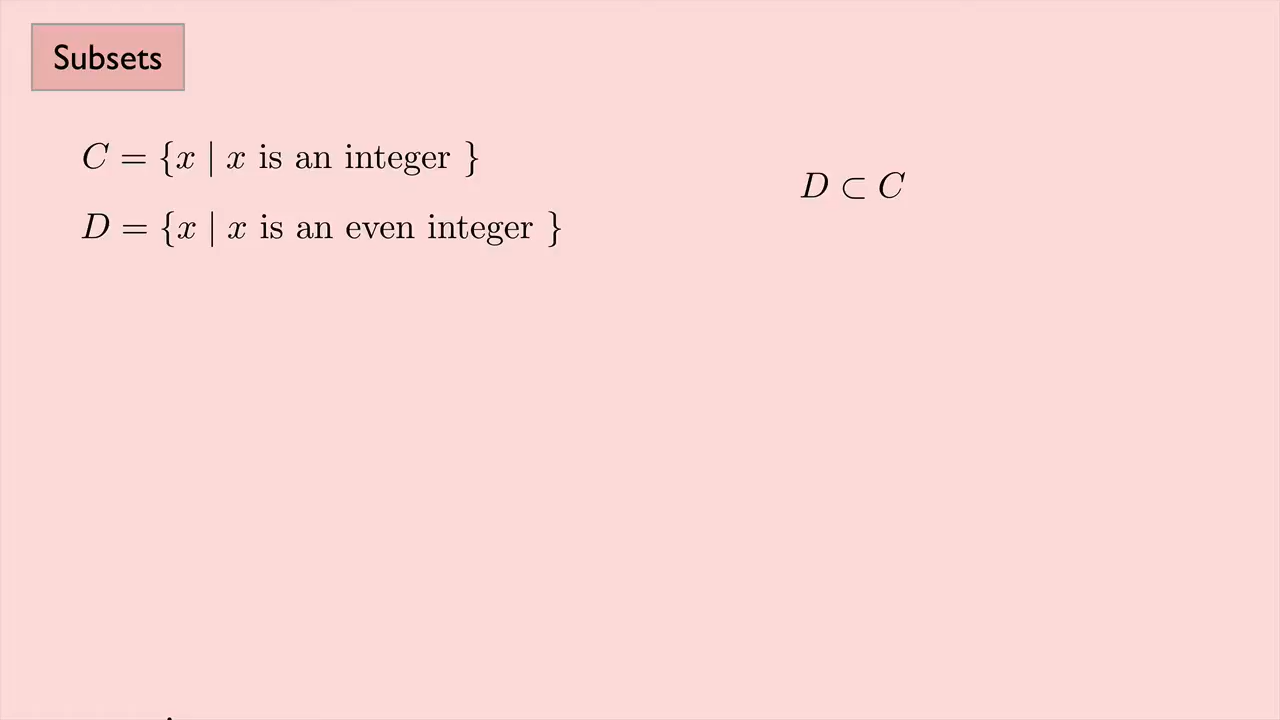 Subsets
C = {x | x is an integer }
D ⊂ C
D = {x | x is an even integer }